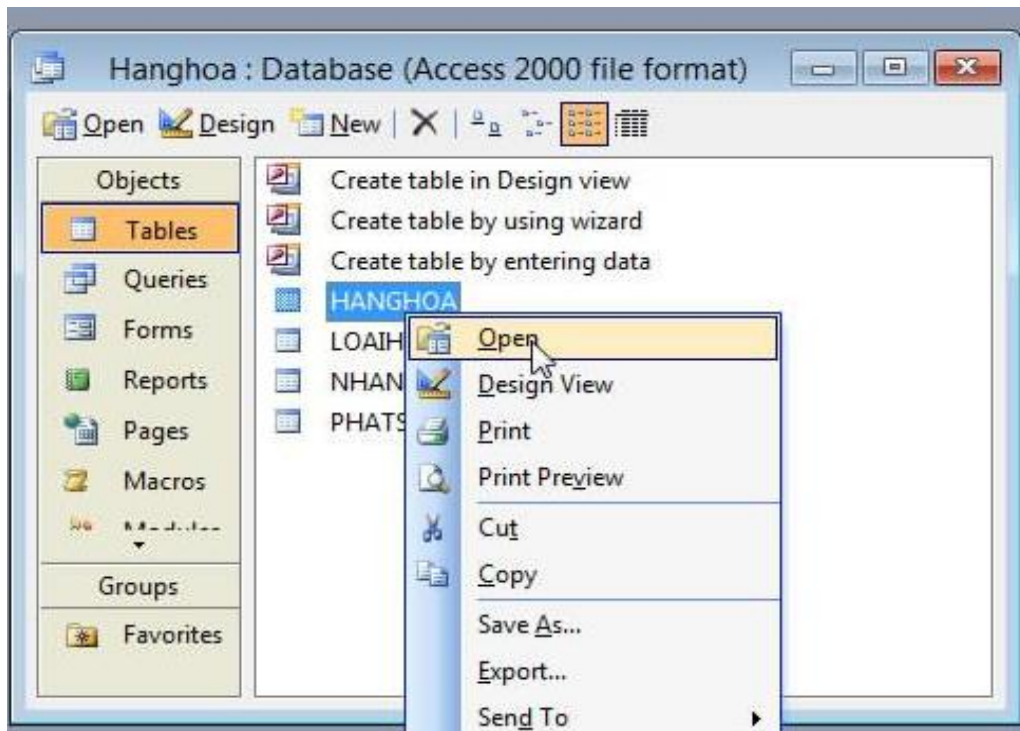 Hanghoa : Database (Access 2000 file format)
Open Design New
Objects
Tables
Queries
Forms
Reports
Pages
Macros
Groups
Favorites
Create table in Design view
Create table by using wizard
Create table by entering data
HANGHOA
LOAIH
NHAN
PHATS
Open
Design View
Print
Print Preview
Cut
Copy
Save As...
Export...
Send To